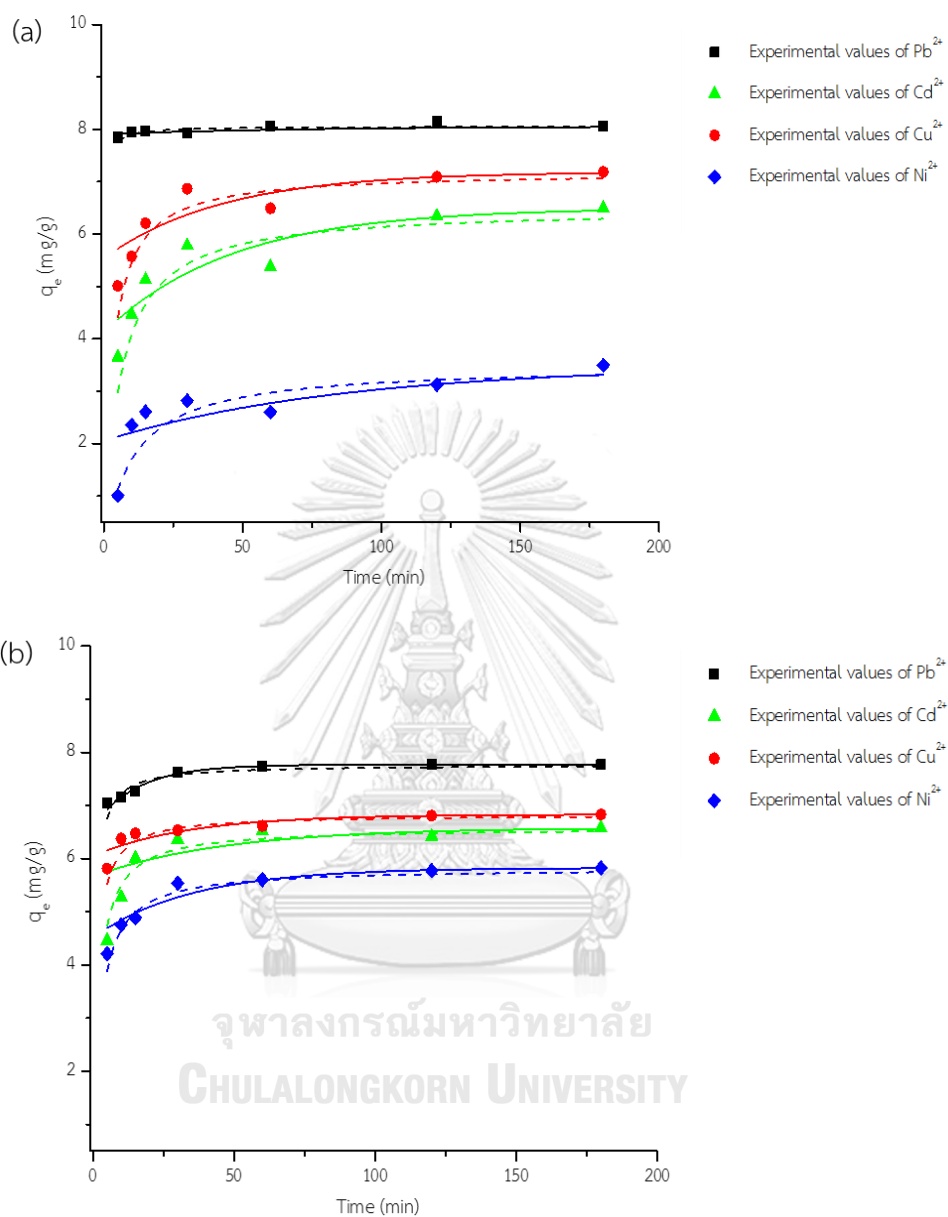 (a)
10
8
6
4
2
q_e (mg/g)
0
50
100
150
200
Time (min)
Experimental values of Pb²⁺
Experimental values of Cd²⁺
Experimental values of Cu²⁺
Experimental values of Ni²⁺
(b)
10
8
6
4
2
q_e (mg/g)
0
50
100
150
200
Time (min)
Experimental values of Pb²⁺
Experimental values of Cd²⁺
Experimental values of Cu²⁺
Experimental values of Ni²⁺
จุฬาลงกรณ์มหาวิทยาลัย
CHULALONGKORN UNIVERSITY